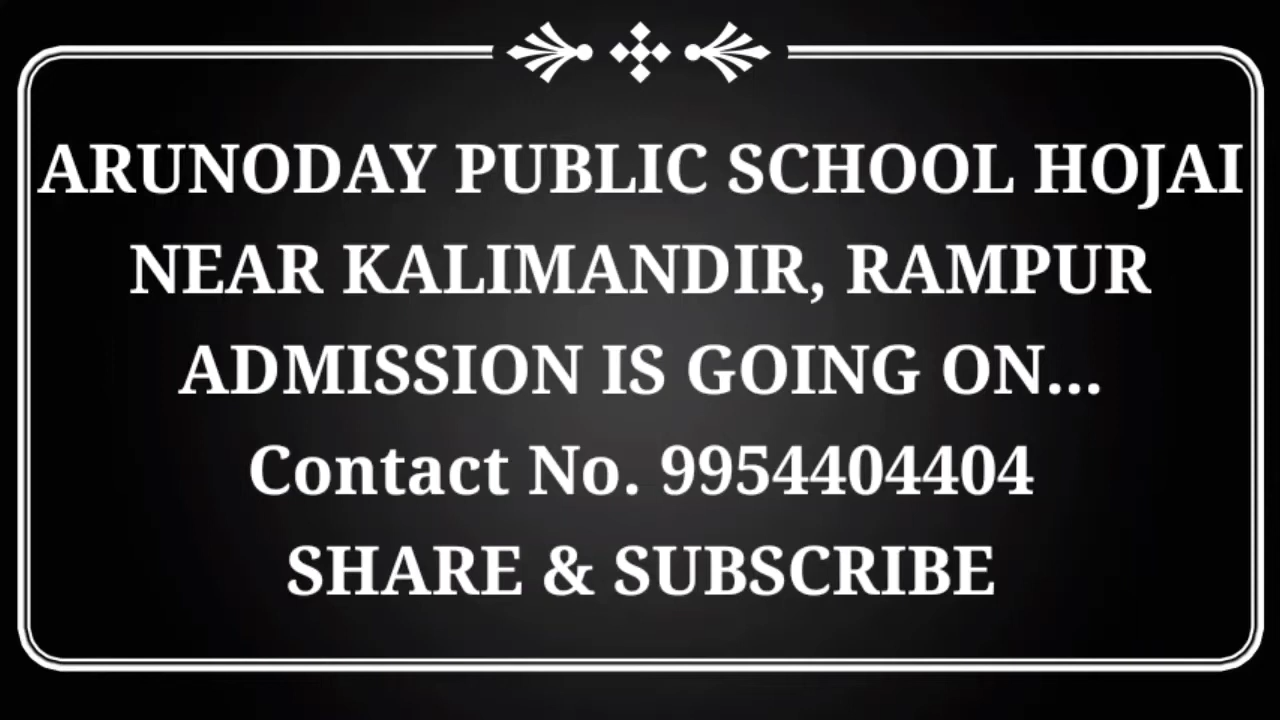 ARUNODAY PUBLIC SCHOOL HOJAI
NEAR KALIMANDIR, RAMPUR
ADMISSION IS GOING ON...
Contact No. 9954404404
SHARE & SUBSCRIBE